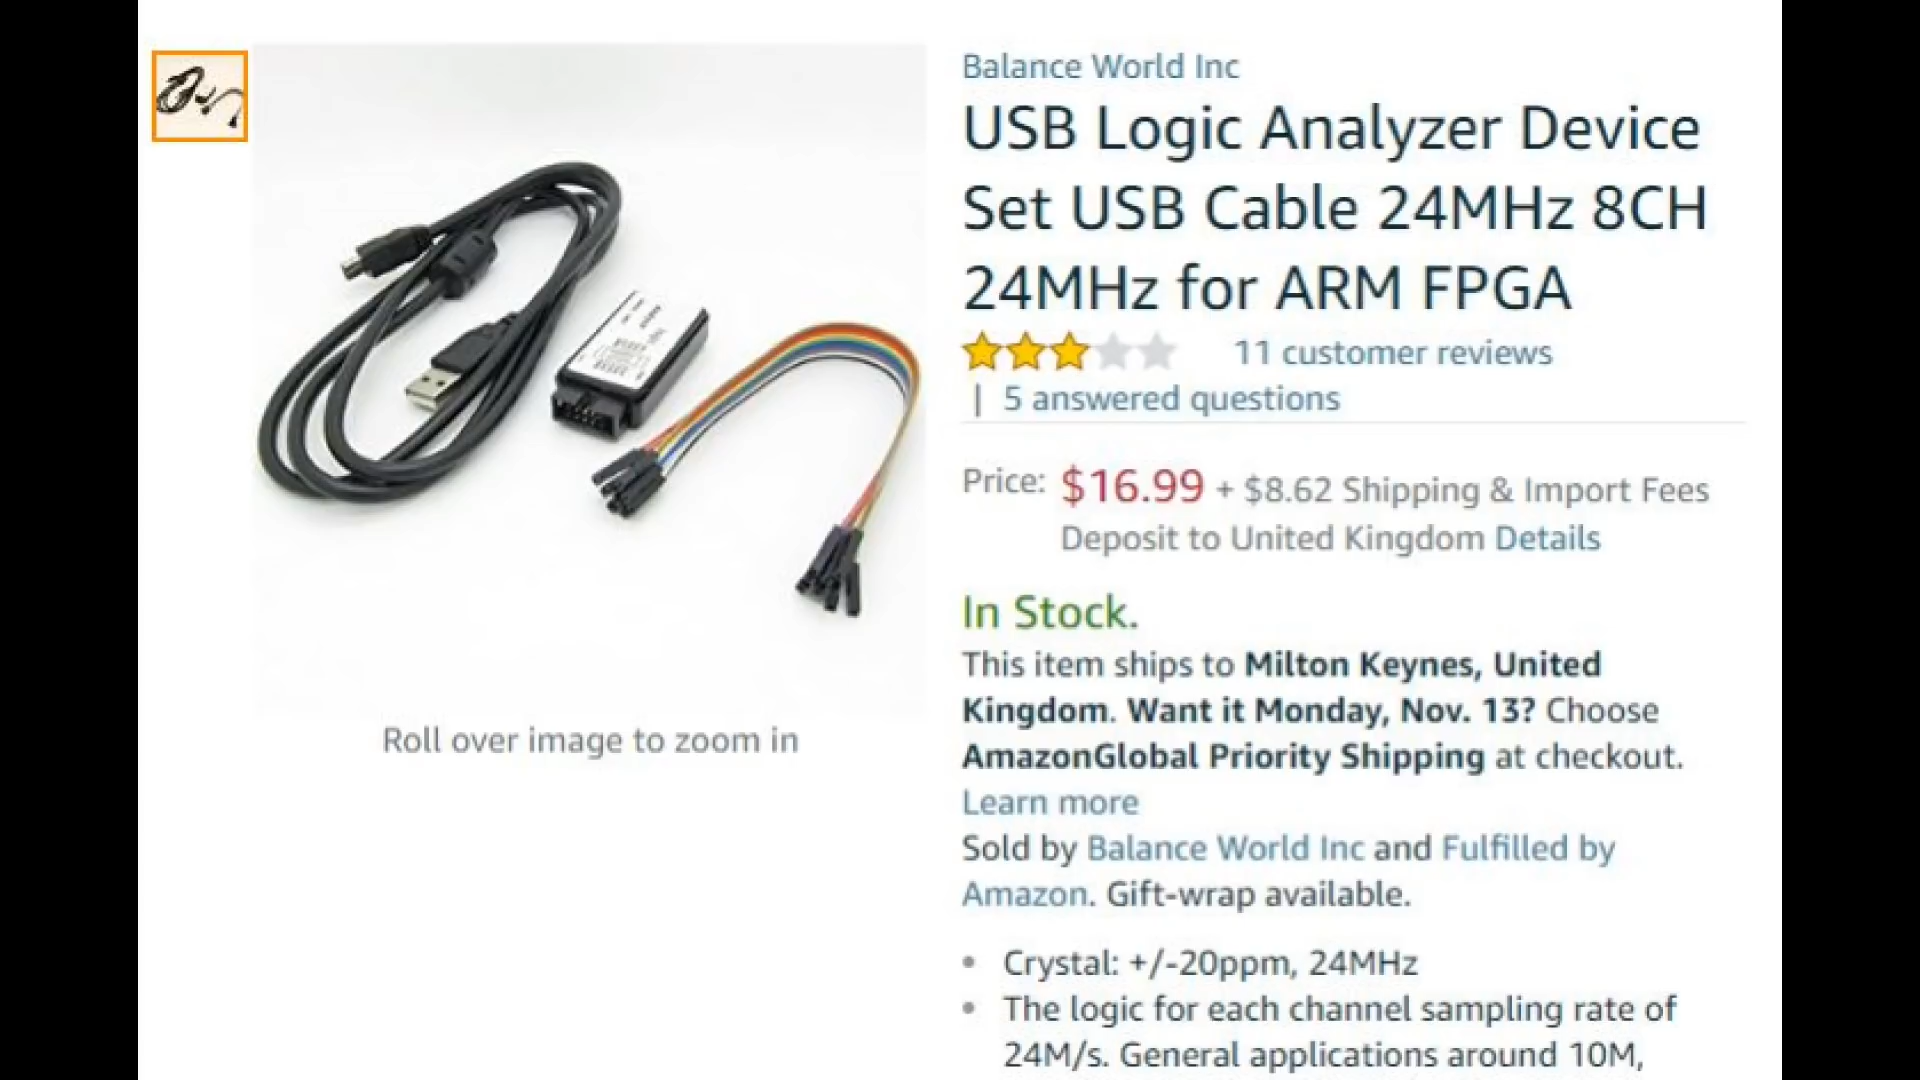 Balance World Inc
USB Logic Analyzer Device
Set USB Cable 24MHz 8CH
24MHz for ARM FPGA
11 customer reviews
| 5 answered questions
Price: $16.99 + $8.62 Shipping & Import Fees
Deposit to United Kingdom Details
In Stock.
This item ships to Milton Keynes, United
Kingdom. Want it Monday, Nov. 13? Choose
AmazonGlobal Priority Shipping at checkout.
Learn more
Sold by Balance World Inc and Fulfilled by
Amazon. Gift-wrap available.
• Crystal: +/-20ppm, 24MHz
• The logic for each channel sampling rate of
24M/s. General applications around 10M,
Roll over image to zoom in